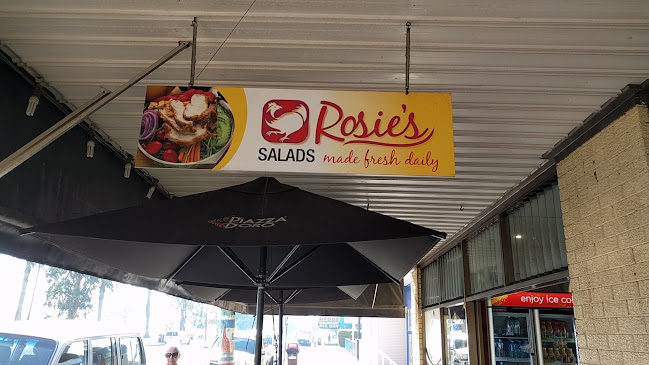 Rosie's
SALADS made fresh daily
PIAZZA
D'ORO
enjoy ice co